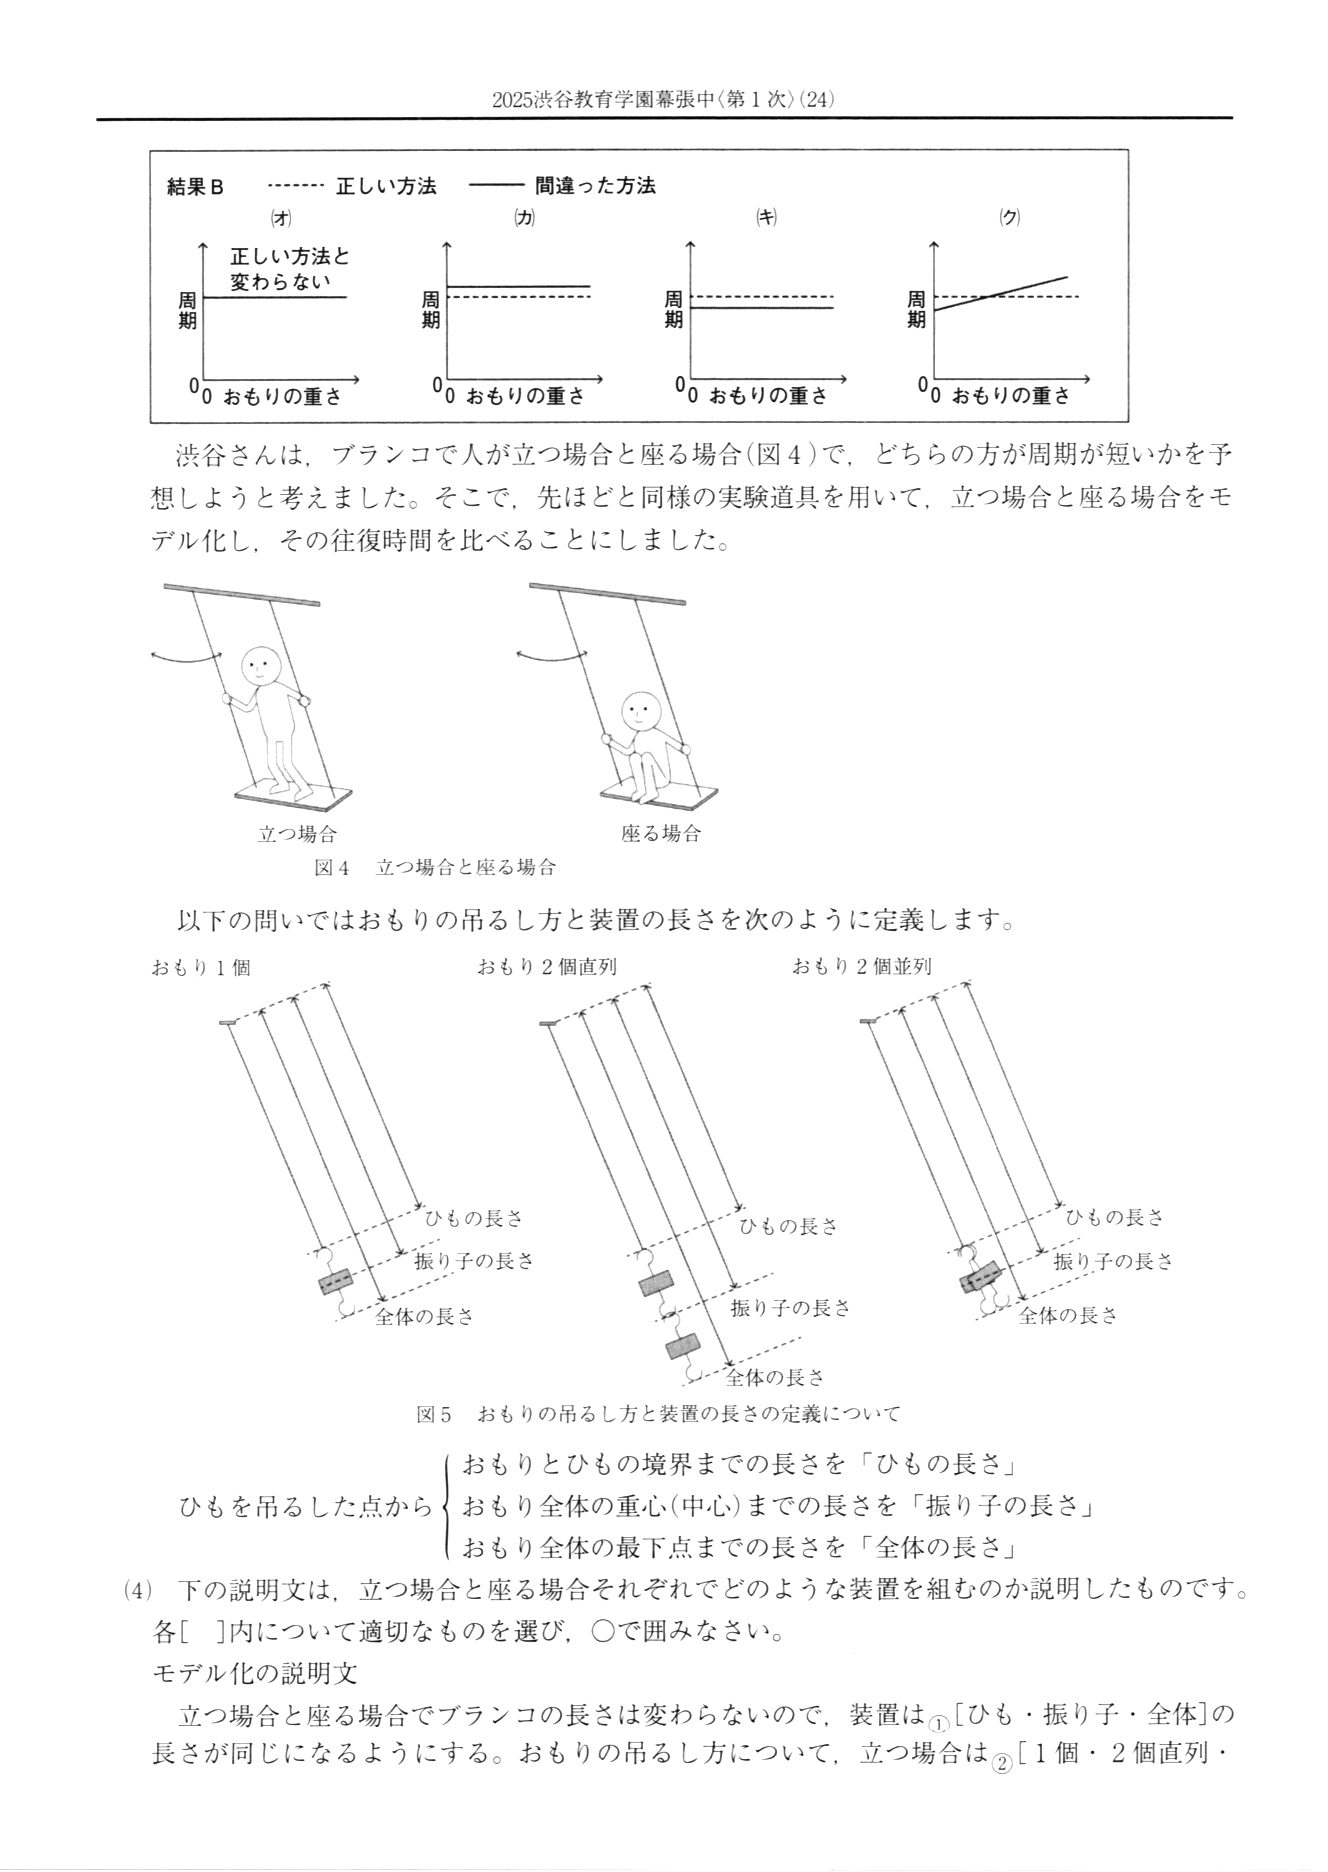 2025渋谷教育学園幕張中〈第1次〉(24)
結果B ------- 正しい方法 ―― 間違った方法
(オ) (カ) (キ) (ク)
正しい方法と
変わらない
周期 周期 周期 周期
0 0 0 0
0 おもりの重さ 0 おもりの重さ 0 おもりの重さ 0 おもりの重さ
渋谷さんは，ブランコで人が立つ場合と座る場合(図4)で，どちらの方が周期が短いかを予
想しようと考えました。そこで，先ほどと同様の実験道具を用いて，立つ場合と座る場合をモ
デル化し，その往復時間を比べることにしました。
立つ場合 座る場合
図4 立つ場合と座る場合
以下の問いではおもりの吊るし方と装置の長さを次のように定義します。
おもり1個 おもり2個直列 おもり2個並列
ひもの長さ ひもの長さ ひもの長さ
振り子の長さ 振り子の長さ 振り子の長さ
全体の長さ 全体の長さ 全体の長さ
図5 おもりの吊るし方と装置の長さの定義について
おもりとひもの境界までの長さを「ひもの長さ」
ひもを吊るした点から おもり全体の重心(中心)までの長さを「振り子の長さ」
おもり全体の最下点までの長さを「全体の長さ」
(4) 下の説明文は，立つ場合と座る場合それぞれでどのような装置を組むのか説明したものです。
各[ ]内について適切なものを選び，○で囲みなさい。
モデル化の説明文
立つ場合と座る場合でブランコの長さは変わらないので，装置は①[ひも・振り子・全体]の
長さが同じになるようにする。おもりの吊るし方について，立つ場合は②[1個・2個直列・